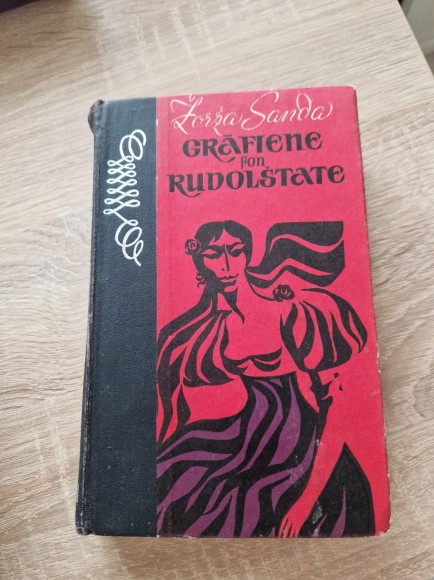 Žorža Sanda
GRĀFIENE
fon
RUDOLŠTATE